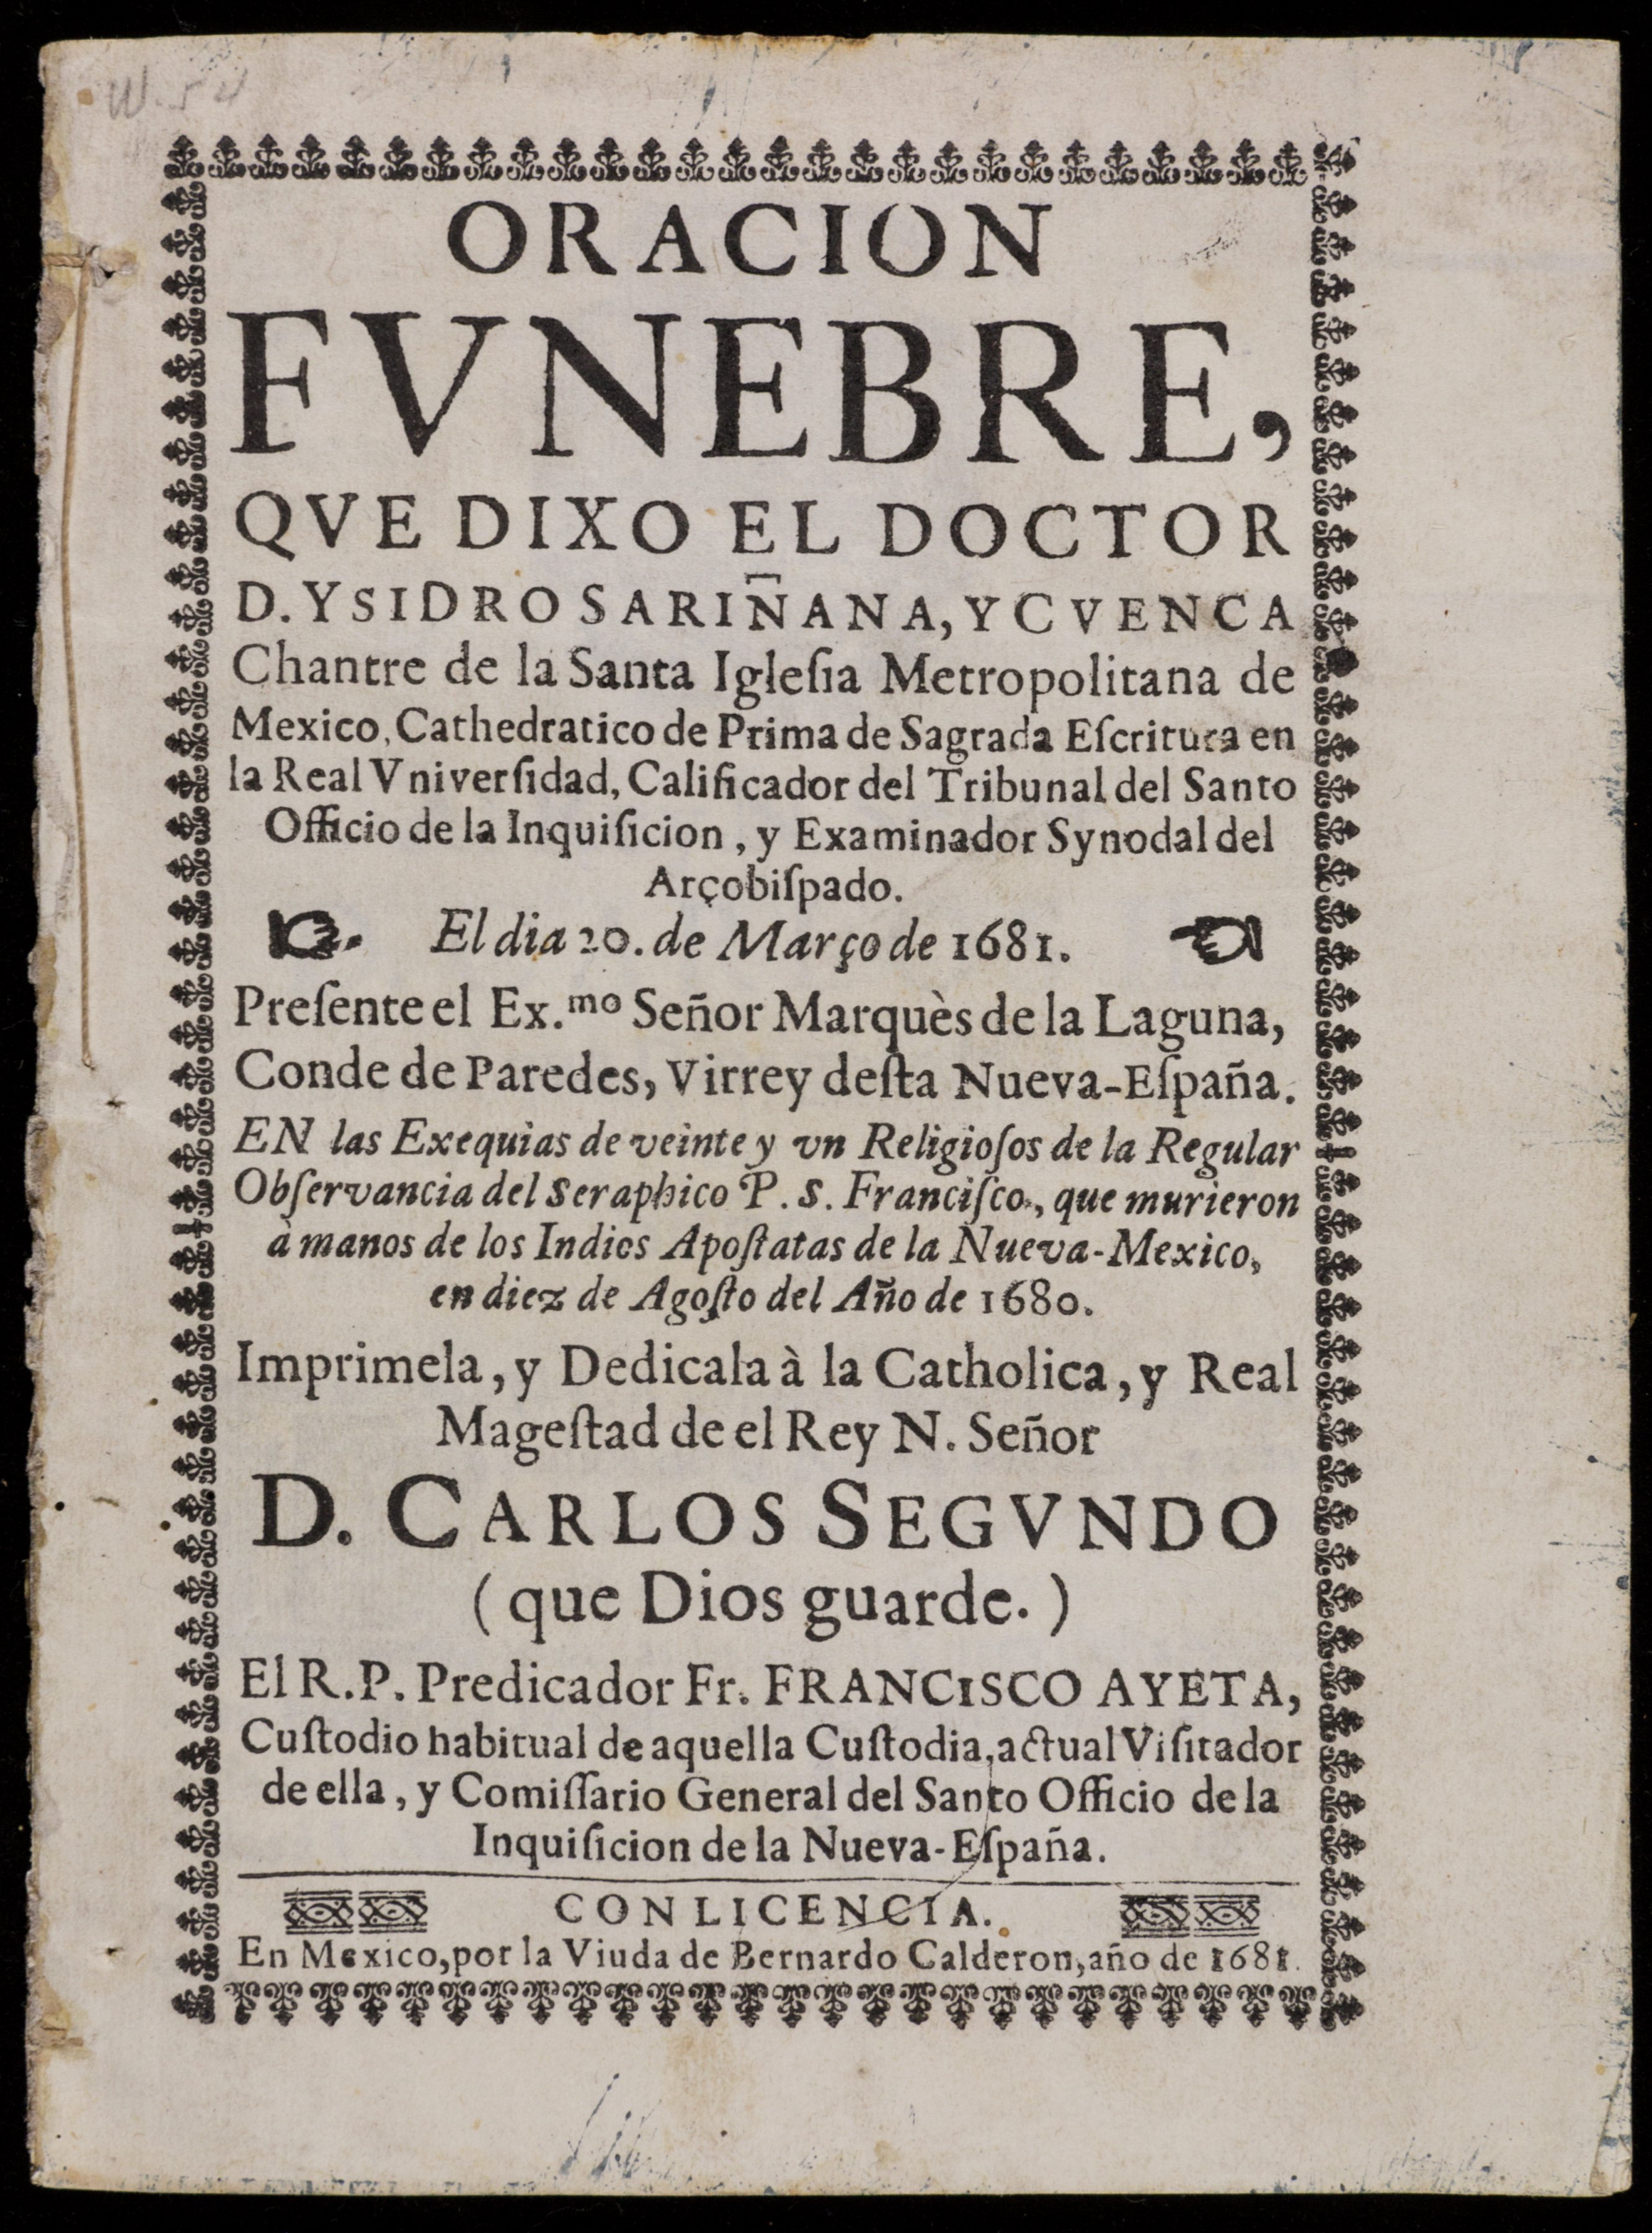 W. 54
ORACION
FVNEBRE,
QVE DIXO EL DOCTOR
D. YSIDRO SARIÑANA, Y CVENCA
Chantre de la Santa Igleſia Metropolitana de
Mexico, Cathedratico de Prima de Sagrada Eſcritura en
la Real Vniverſidad, Calificador del Tribunal del Santo
Officio de la Inquiſicion, y Examinador Synodal del
Arçobiſpado.
El dia 20. de Março de 1681.
Preſente el Ex.mo Señor Marquès de la Laguna,
Conde de Paredes, Virrey deſta Nueva-Eſpaña.
EN las Exequias de veinte y vn Religioſos de la Regular
Obſervancia del Seraphico P. S. Franciſco, que murieron
à manos de los Indios Apoſtatas de la Nueva-Mexico,
en diez de Agoſto del Año de 1680.
Imprimela, y Dedicala à la Catholica, y Real
Mageſtad de el Rey N. Señor
D. CARLOS SEGVNDO
(que Dios guarde.)
El R. P. Predicador Fr. FRANCISCO AYETA,
Cuſtodio habitual de aquella Cuſtodia, actual Viſitador
de ella, y Comiſſario General del Santo Officio de la
Inquiſicion de la Nueva-Eſpaña.
CON LICENCIA.
En Mexico, por la Viuda de Bernardo Calderon, año de 1681.